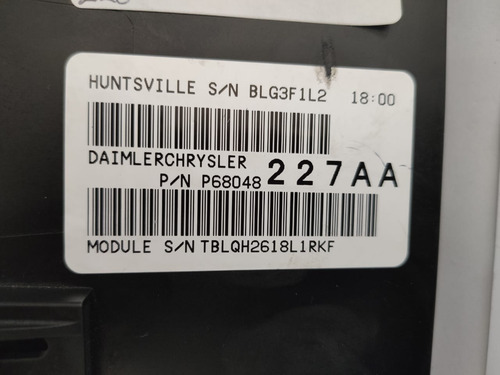 HUNTSVILLE S/N BLG3F1L2 18:00
DAIMLERCHRYSLER
P/N P68048 227AA
MODULE S/N TBLQH2618L1RKF